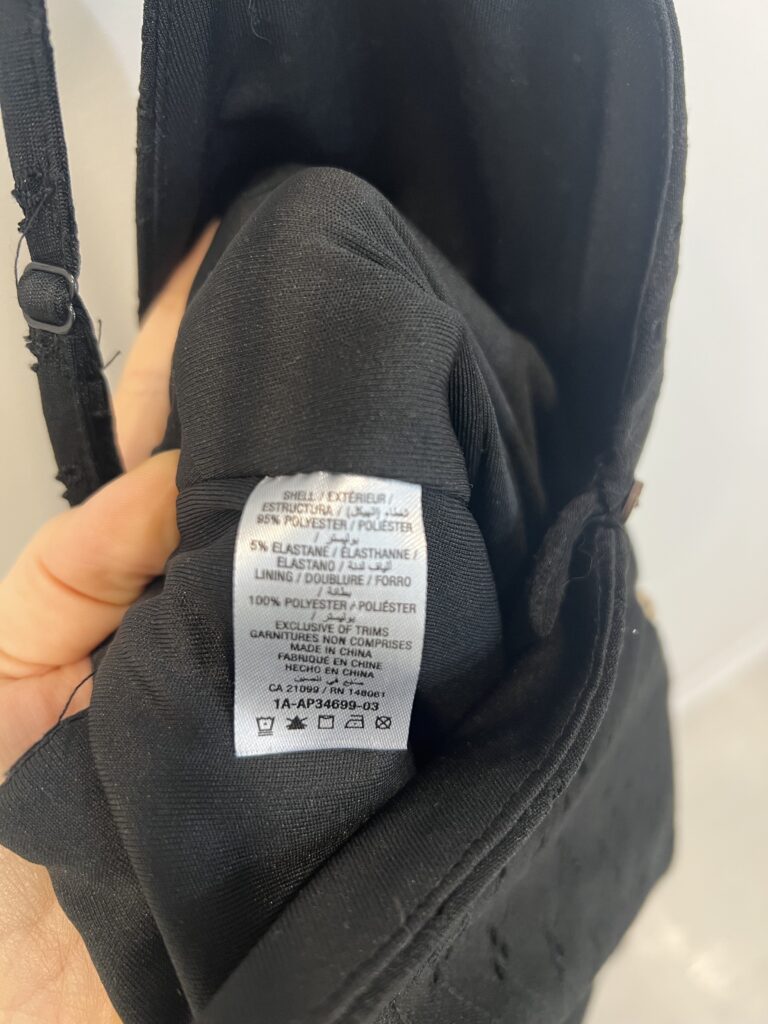 SHELL / EXTÉRIEUR /
ESTRUCTURA / (الهيكل) الغطاء
95% POLYESTER / POLIÉSTER
/ بوليستر
5% ELASTANE / ÉLASTHANNE /
ELASTANO / ألياف لدنة
LINING / DOUBLURE / FORRO
/ بطانة
100% POLYESTER / POLIÉSTER
/ بوليستر
EXCLUSIVE OF TRIMS
GARNITURES NON COMPRISES
MADE IN CHINA
FABRIQUÉ EN CHINE
HECHO EN CHINA
صنع في الصين
CA 21099 / RN 148061
1A-AP34699-03